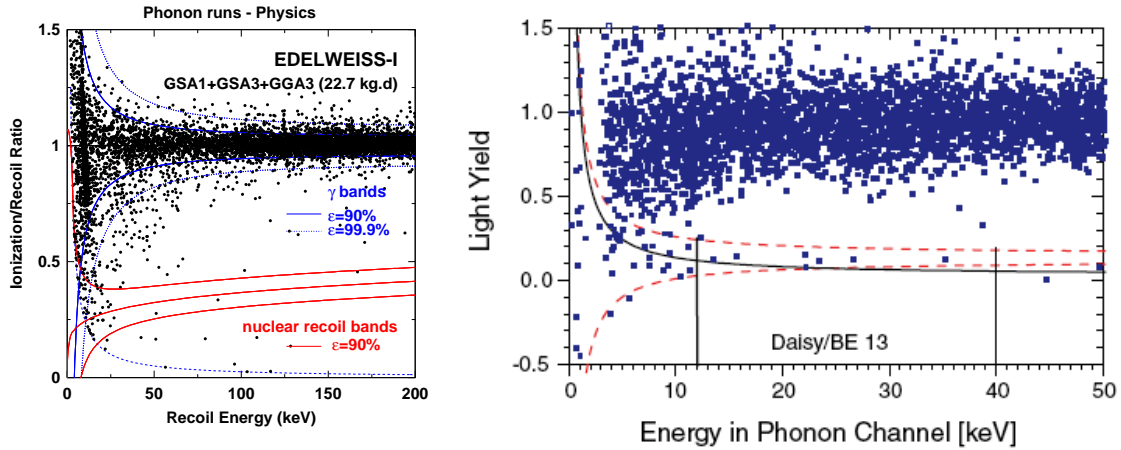 Phonon runs - Physics
EDELWEISS-I
GSA1+GSA3+GGA3 (22.7 kg.d)
γ bands
ε=90%
ε=99.9%
nuclear recoil bands
ε=90%
Ionization/Recoil Ratio
1.5
1
0.5
0
0 50 100 150 200
Recoil Energy (keV)
Light Yield
1.5
1.0
0.5
0.0
-0.5
Daisy/BE 13
0 10 20 30 40 50
Energy in Phonon Channel [keV]